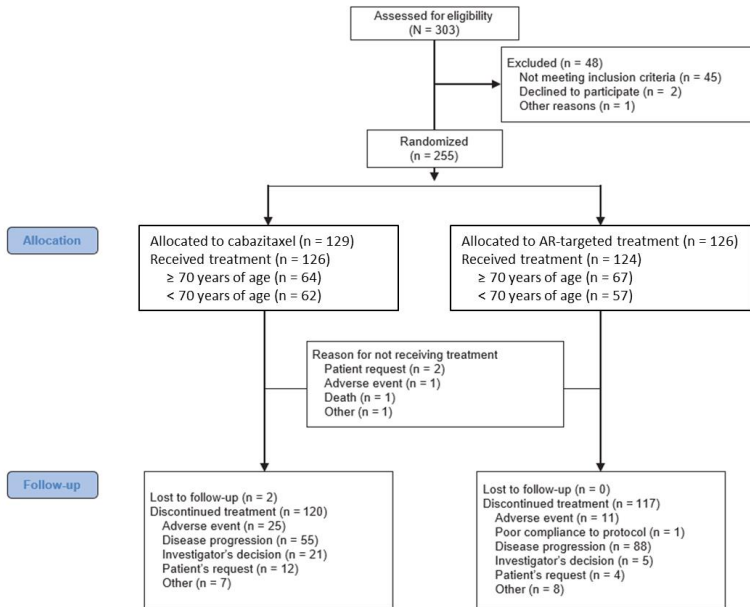 Assessed for eligibility
(N = 303)
Excluded (n = 48)
Not meeting inclusion criteria (n = 45)
Declined to participate (n = 2)
Other reasons (n = 1)
Randomized
(n = 255)
Allocation
Allocated to cabazitaxel (n = 129)
Received treatment (n = 126)
≥ 70 years of age (n = 64)
< 70 years of age (n = 62)
Allocated to AR-targeted treatment (n = 126)
Received treatment (n = 124)
≥ 70 years of age (n = 67)
< 70 years of age (n = 57)
Reason for not receiving treatment
Patient request (n = 2)
Adverse event (n = 1)
Death (n = 1)
Other (n = 1)
Follow-up
Lost to follow-up (n = 2)
Discontinued treatment (n = 120)
Adverse event (n = 25)
Disease progression (n = 55)
Investigator's decision (n = 21)
Patient's request (n = 12)
Other (n = 7)
Lost to follow-up (n = 0)
Discontinued treatment (n = 117)
Adverse event (n = 11)
Poor compliance to protocol (n = 1)
Disease progression (n = 88)
Investigator's decision (n = 5)
Patient's request (n = 4)
Other (n = 8)